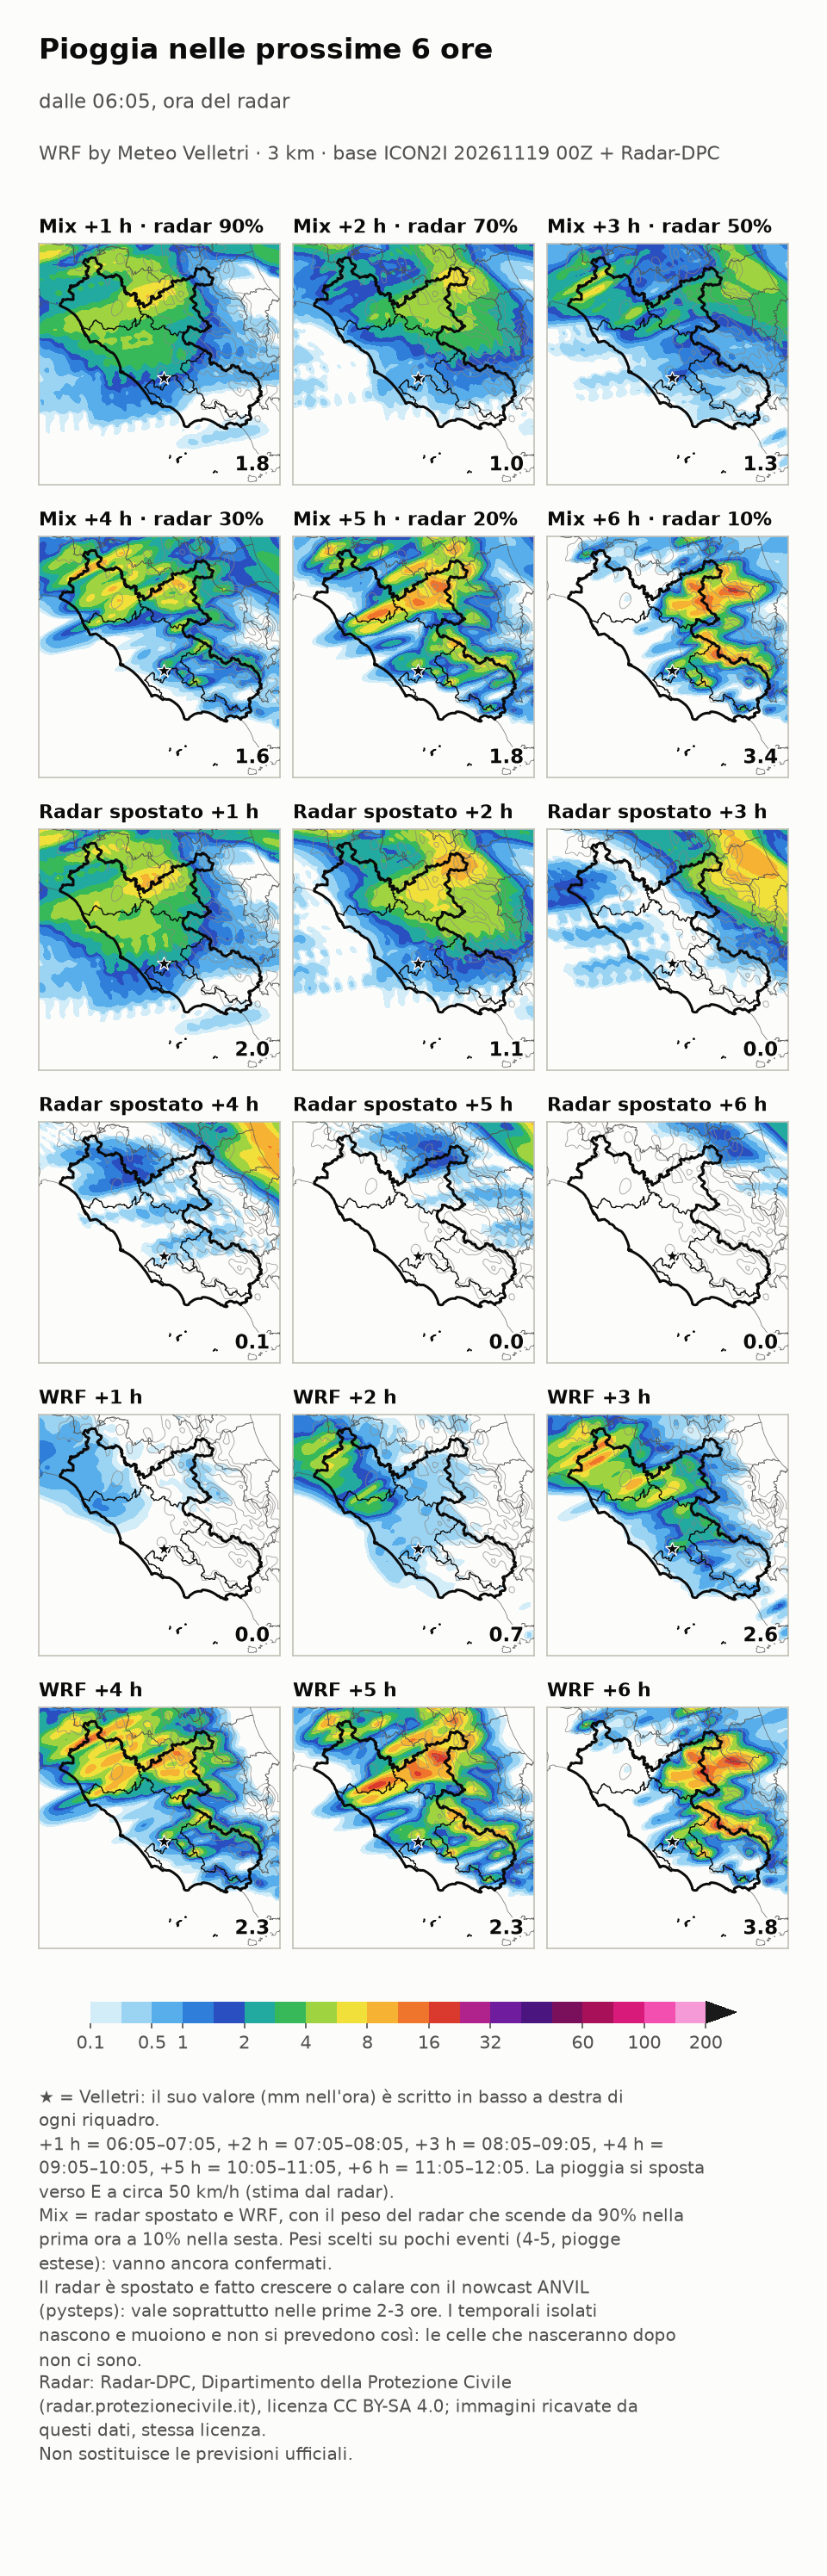 Pioggia nelle prossime 6 ore
dalle 06:05, ora del radar
WRF by Meteo Velletri · 3 km · base ICON2I 20261119 00Z + Radar-DPC
Mix +1 h · radar 90%
Mix +2 h · radar 70%
Mix +3 h · radar 50%
1.8
1.0
1.3
Mix +4 h · radar 30%
Mix +5 h · radar 20%
Mix +6 h · radar 10%
1.6
1.8
3.4
Radar spostato +1 h
Radar spostato +2 h
Radar spostato +3 h
2.0
1.1
0.0
Radar spostato +4 h
Radar spostato +5 h
Radar spostato +6 h
0.1
0.0
0.0
WRF +1 h
WRF +2 h
WRF +3 h
0.0
0.7
2.6
WRF +4 h
WRF +5 h
WRF +6 h
2.3
2.3
3.8
0.1 0.5 1 2 4 8 16 32 60 100 200
★ = Velletri: il suo valore (mm nell'ora) è scritto in basso a destra di
ogni riquadro.
+1 h = 06:05–07:05, +2 h = 07:05–08:05, +3 h = 08:05–09:05, +4 h =
09:05–10:05, +5 h = 10:05–11:05, +6 h = 11:05–12:05. La pioggia si sposta
verso E a circa 50 km/h (stima dal radar).
Mix = radar spostato e WRF, con il peso del radar che scende da 90% nella
prima ora a 10% nella sesta. Pesi scelti su pochi eventi (4-5, piogge
estese): vanno ancora confermati.
Il radar è spostato e fatto crescere o calare con il nowcast ANVIL
(pysteps): vale soprattutto nelle prime 2-3 ore. I temporali isolati
nascono e muoiono e non si prevedono così: le celle che nasceranno dopo
non ci sono.
Radar: Radar-DPC, Dipartimento della Protezione Civile
(radar.protezionecivile.it), licenza CC BY-SA 4.0; immagini ricavate da
questi dati, stessa licenza.
Non sostituisce le previsioni ufficiali.